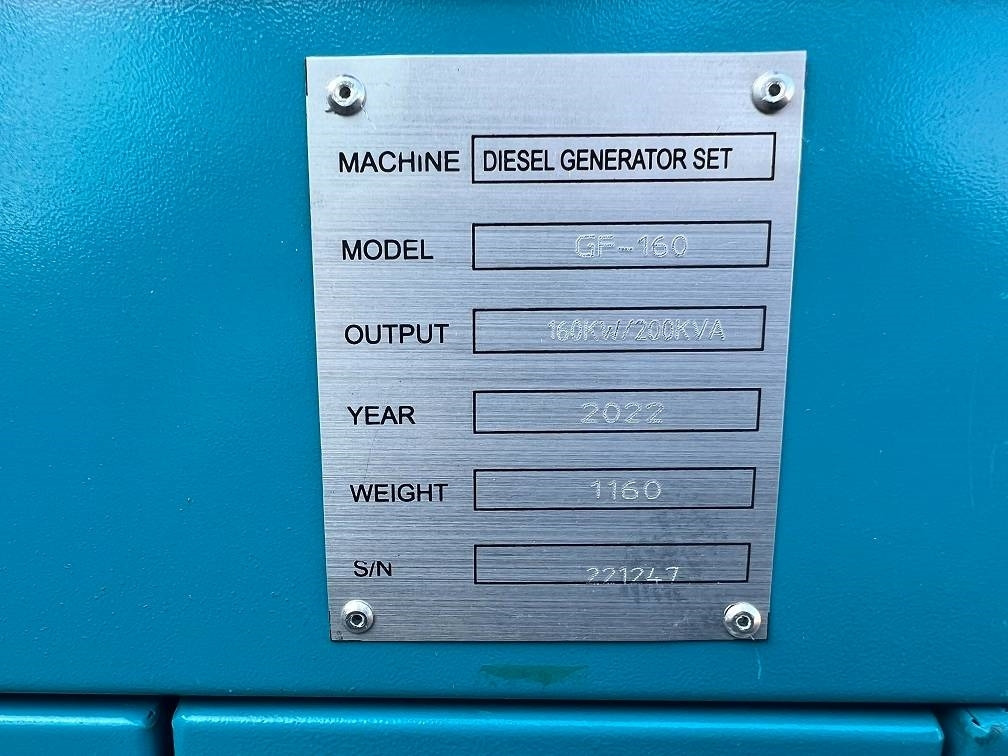 MACHINE DIESEL GENERATOR SET
MODEL GF-160
OUTPUT 160KW/200KVA
YEAR 2022
WEIGHT 1160
S/N 221247